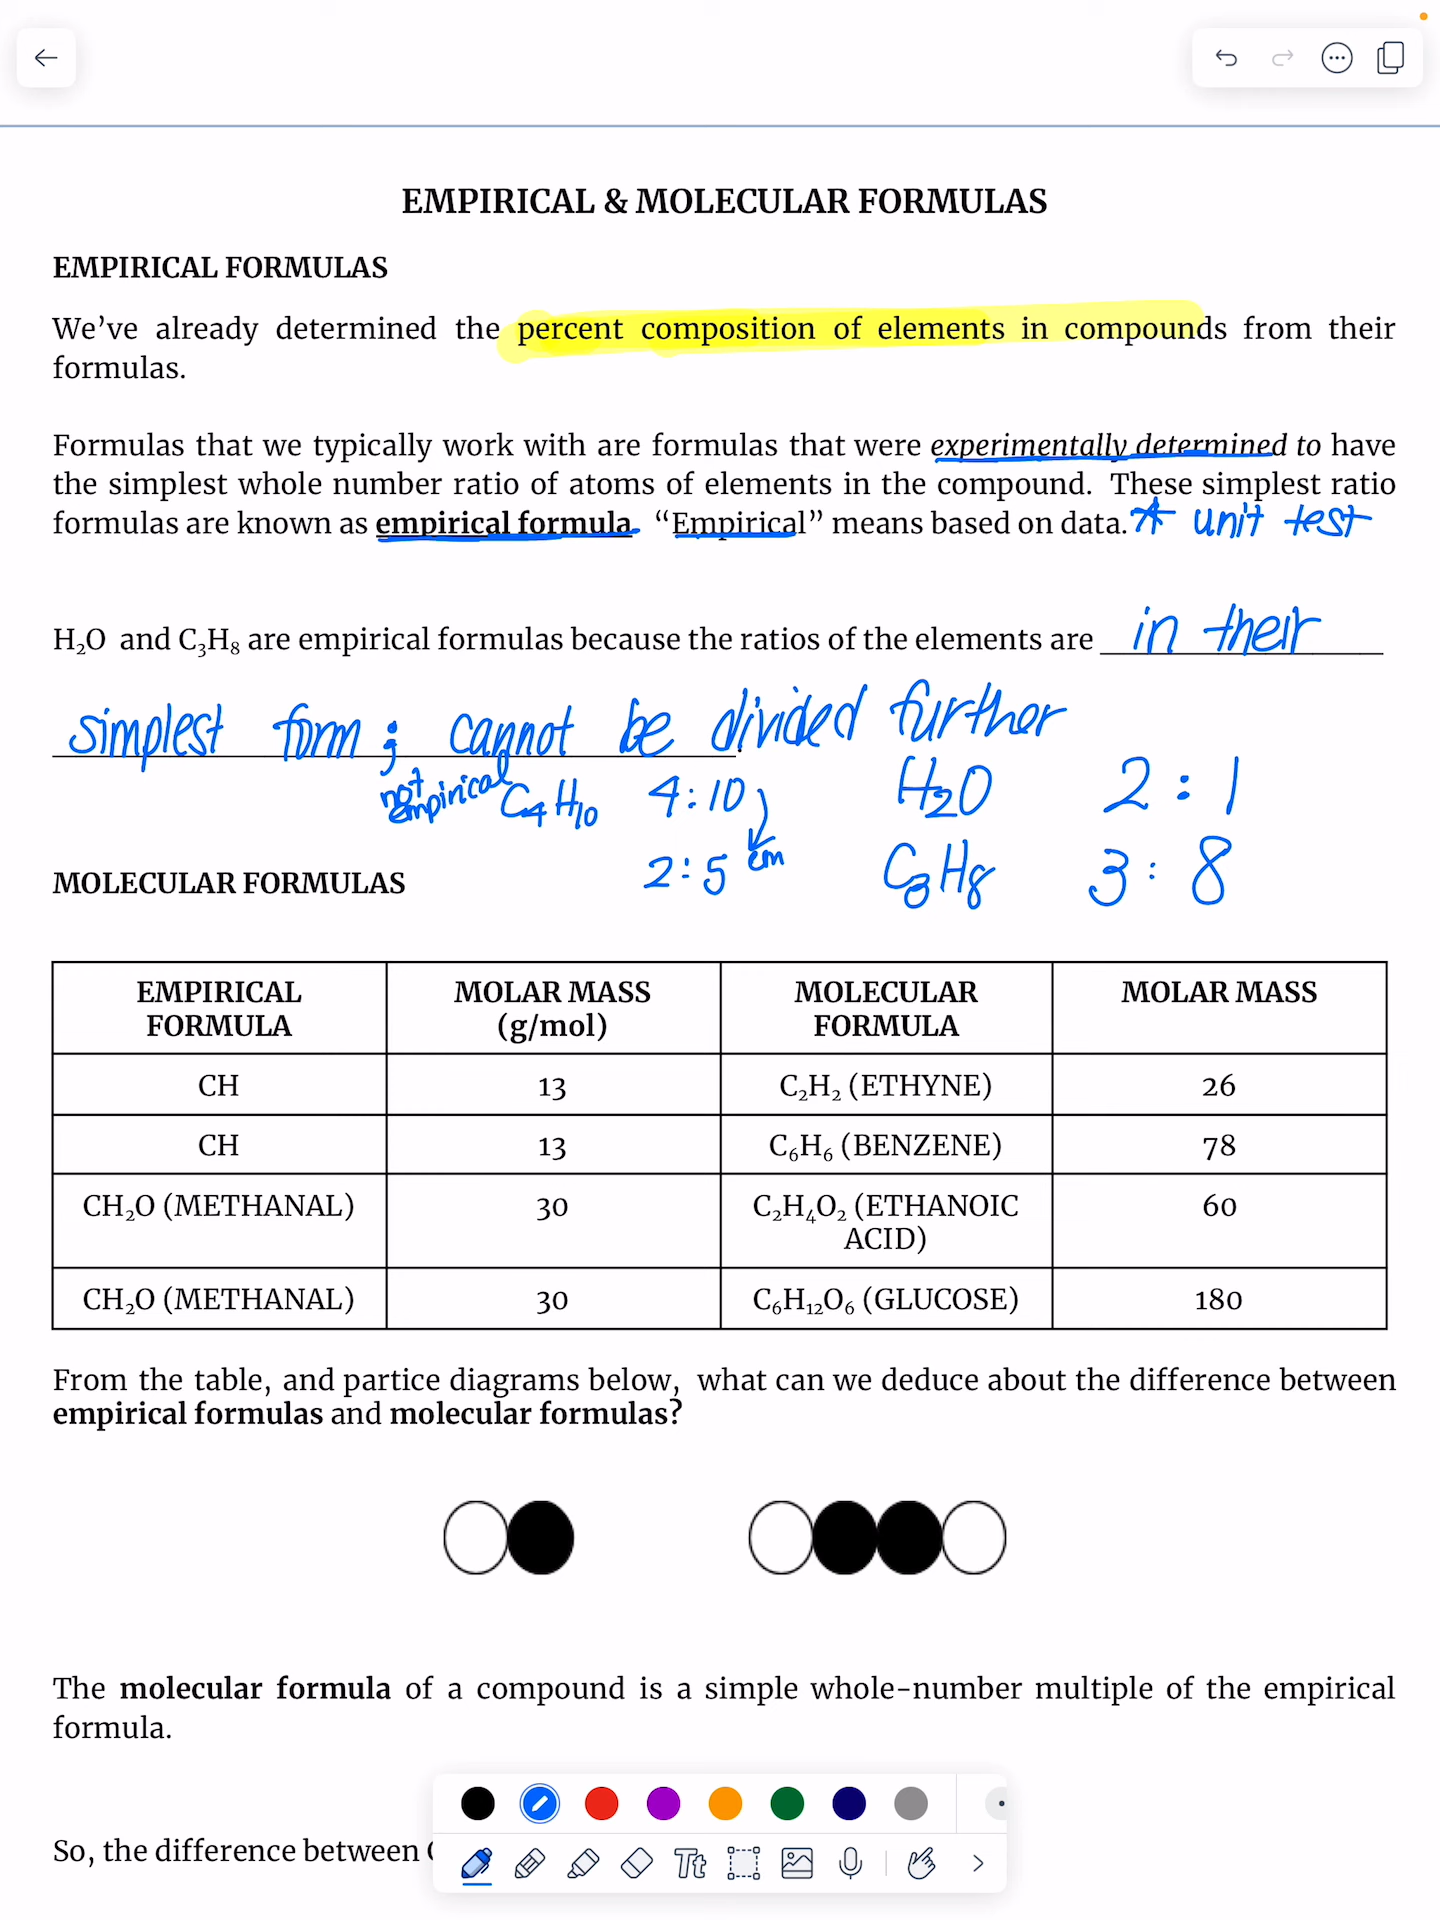 EMPIRICAL & MOLECULAR FORMULAS
EMPIRICAL FORMULAS
We’ve already determined the percent composition of elements in compounds from their
formulas.
Formulas that we typically work with are formulas that were experimentally determined to have
the simplest whole number ratio of atoms of elements in the compound. These simplest ratio
formulas are known as empirical formula. “Empirical” means based on data. * unit test
H₂O and C₃H₈ are empirical formulas because the ratios of the elements are in their
simplest form ; cannot be divided further.
not empirical C₄H₁₀ 4:10 H₂O 2:1
2:5 em C₃H₈ 3:8
MOLECULAR FORMULAS
EMPIRICAL FORMULA MOLAR MASS (g/mol) MOLECULAR FORMULA MOLAR MASS
CH 13 C₂H₂ (ETHYNE) 26
CH 13 C₆H₆ (BENZENE) 78
CH₂O (METHANAL) 30 C₂H₄O₂ (ETHANOIC ACID) 60
CH₂O (METHANAL) 30 C₆H₁₂O₆ (GLUCOSE) 180
From the table, and partice diagrams below, what can we deduce about the difference between
empirical formulas and molecular formulas?
The molecular formula of a compound is a simple whole-number multiple of the empirical
formula.
So, the difference between
Tt